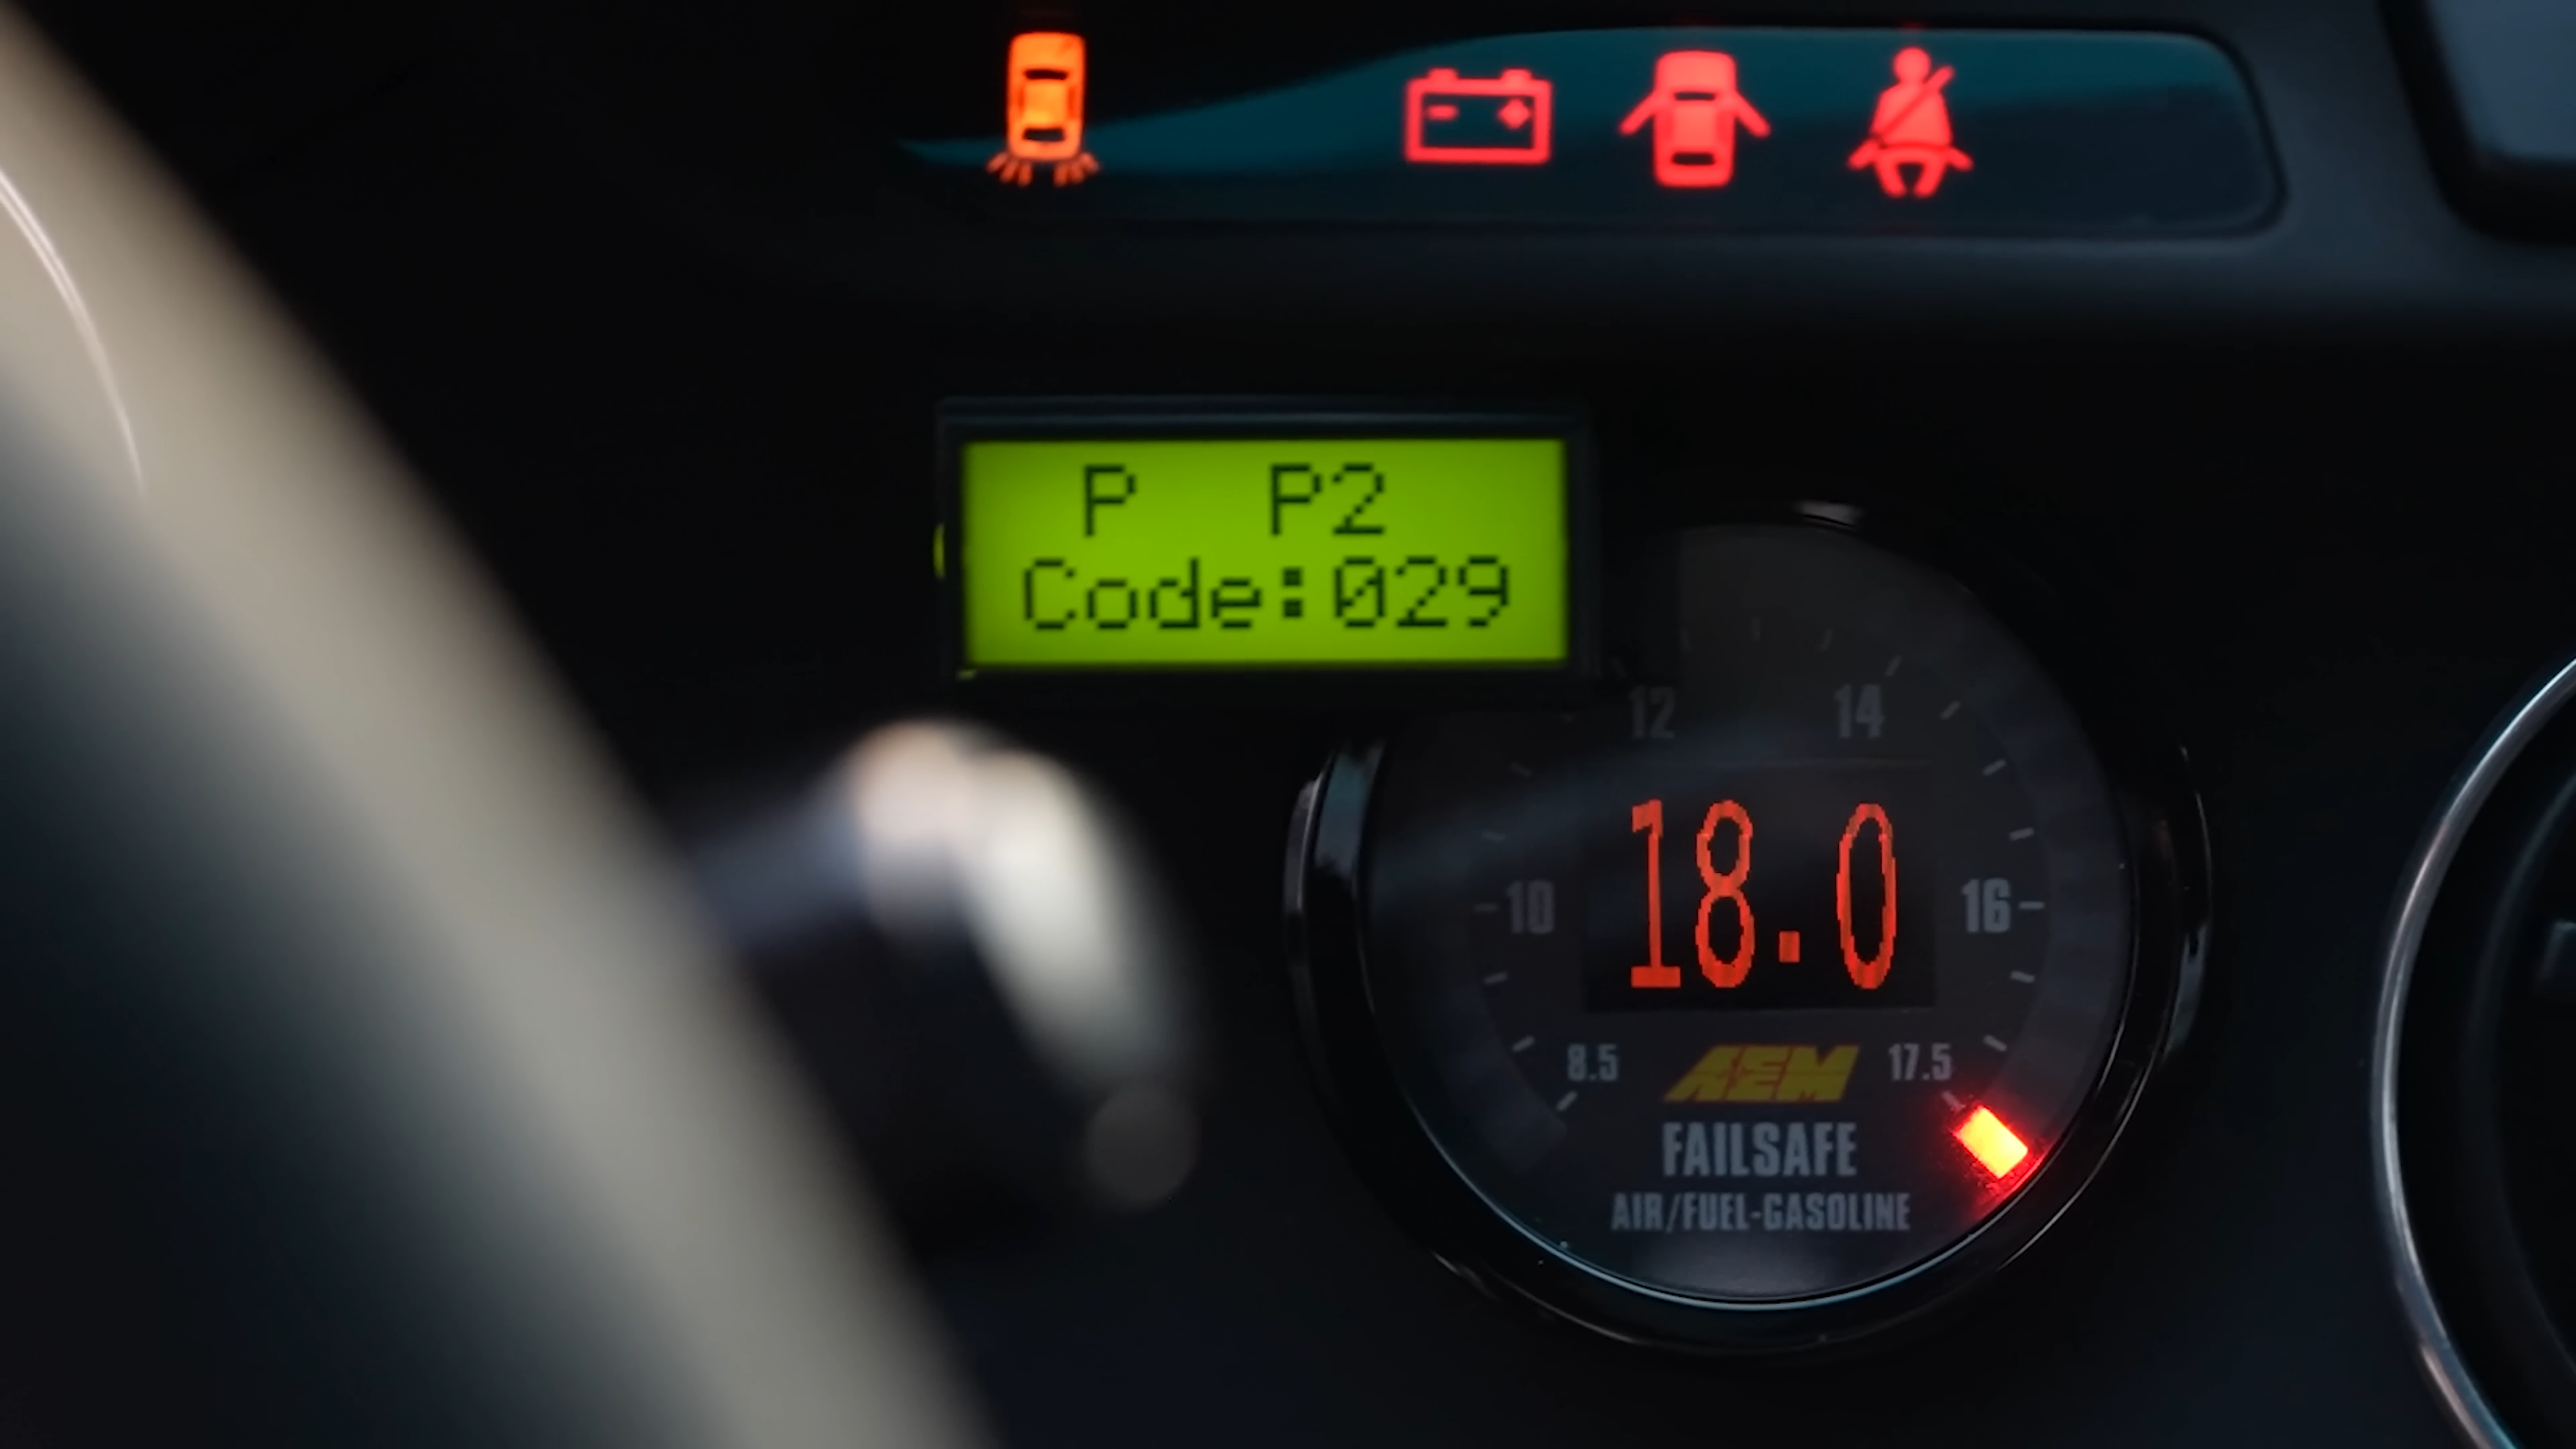 P P2
Code:029
12 14
18.0
10 16
8.5 AEM 17.5
FAILSAFE
AIR/FUEL-GASOLINE